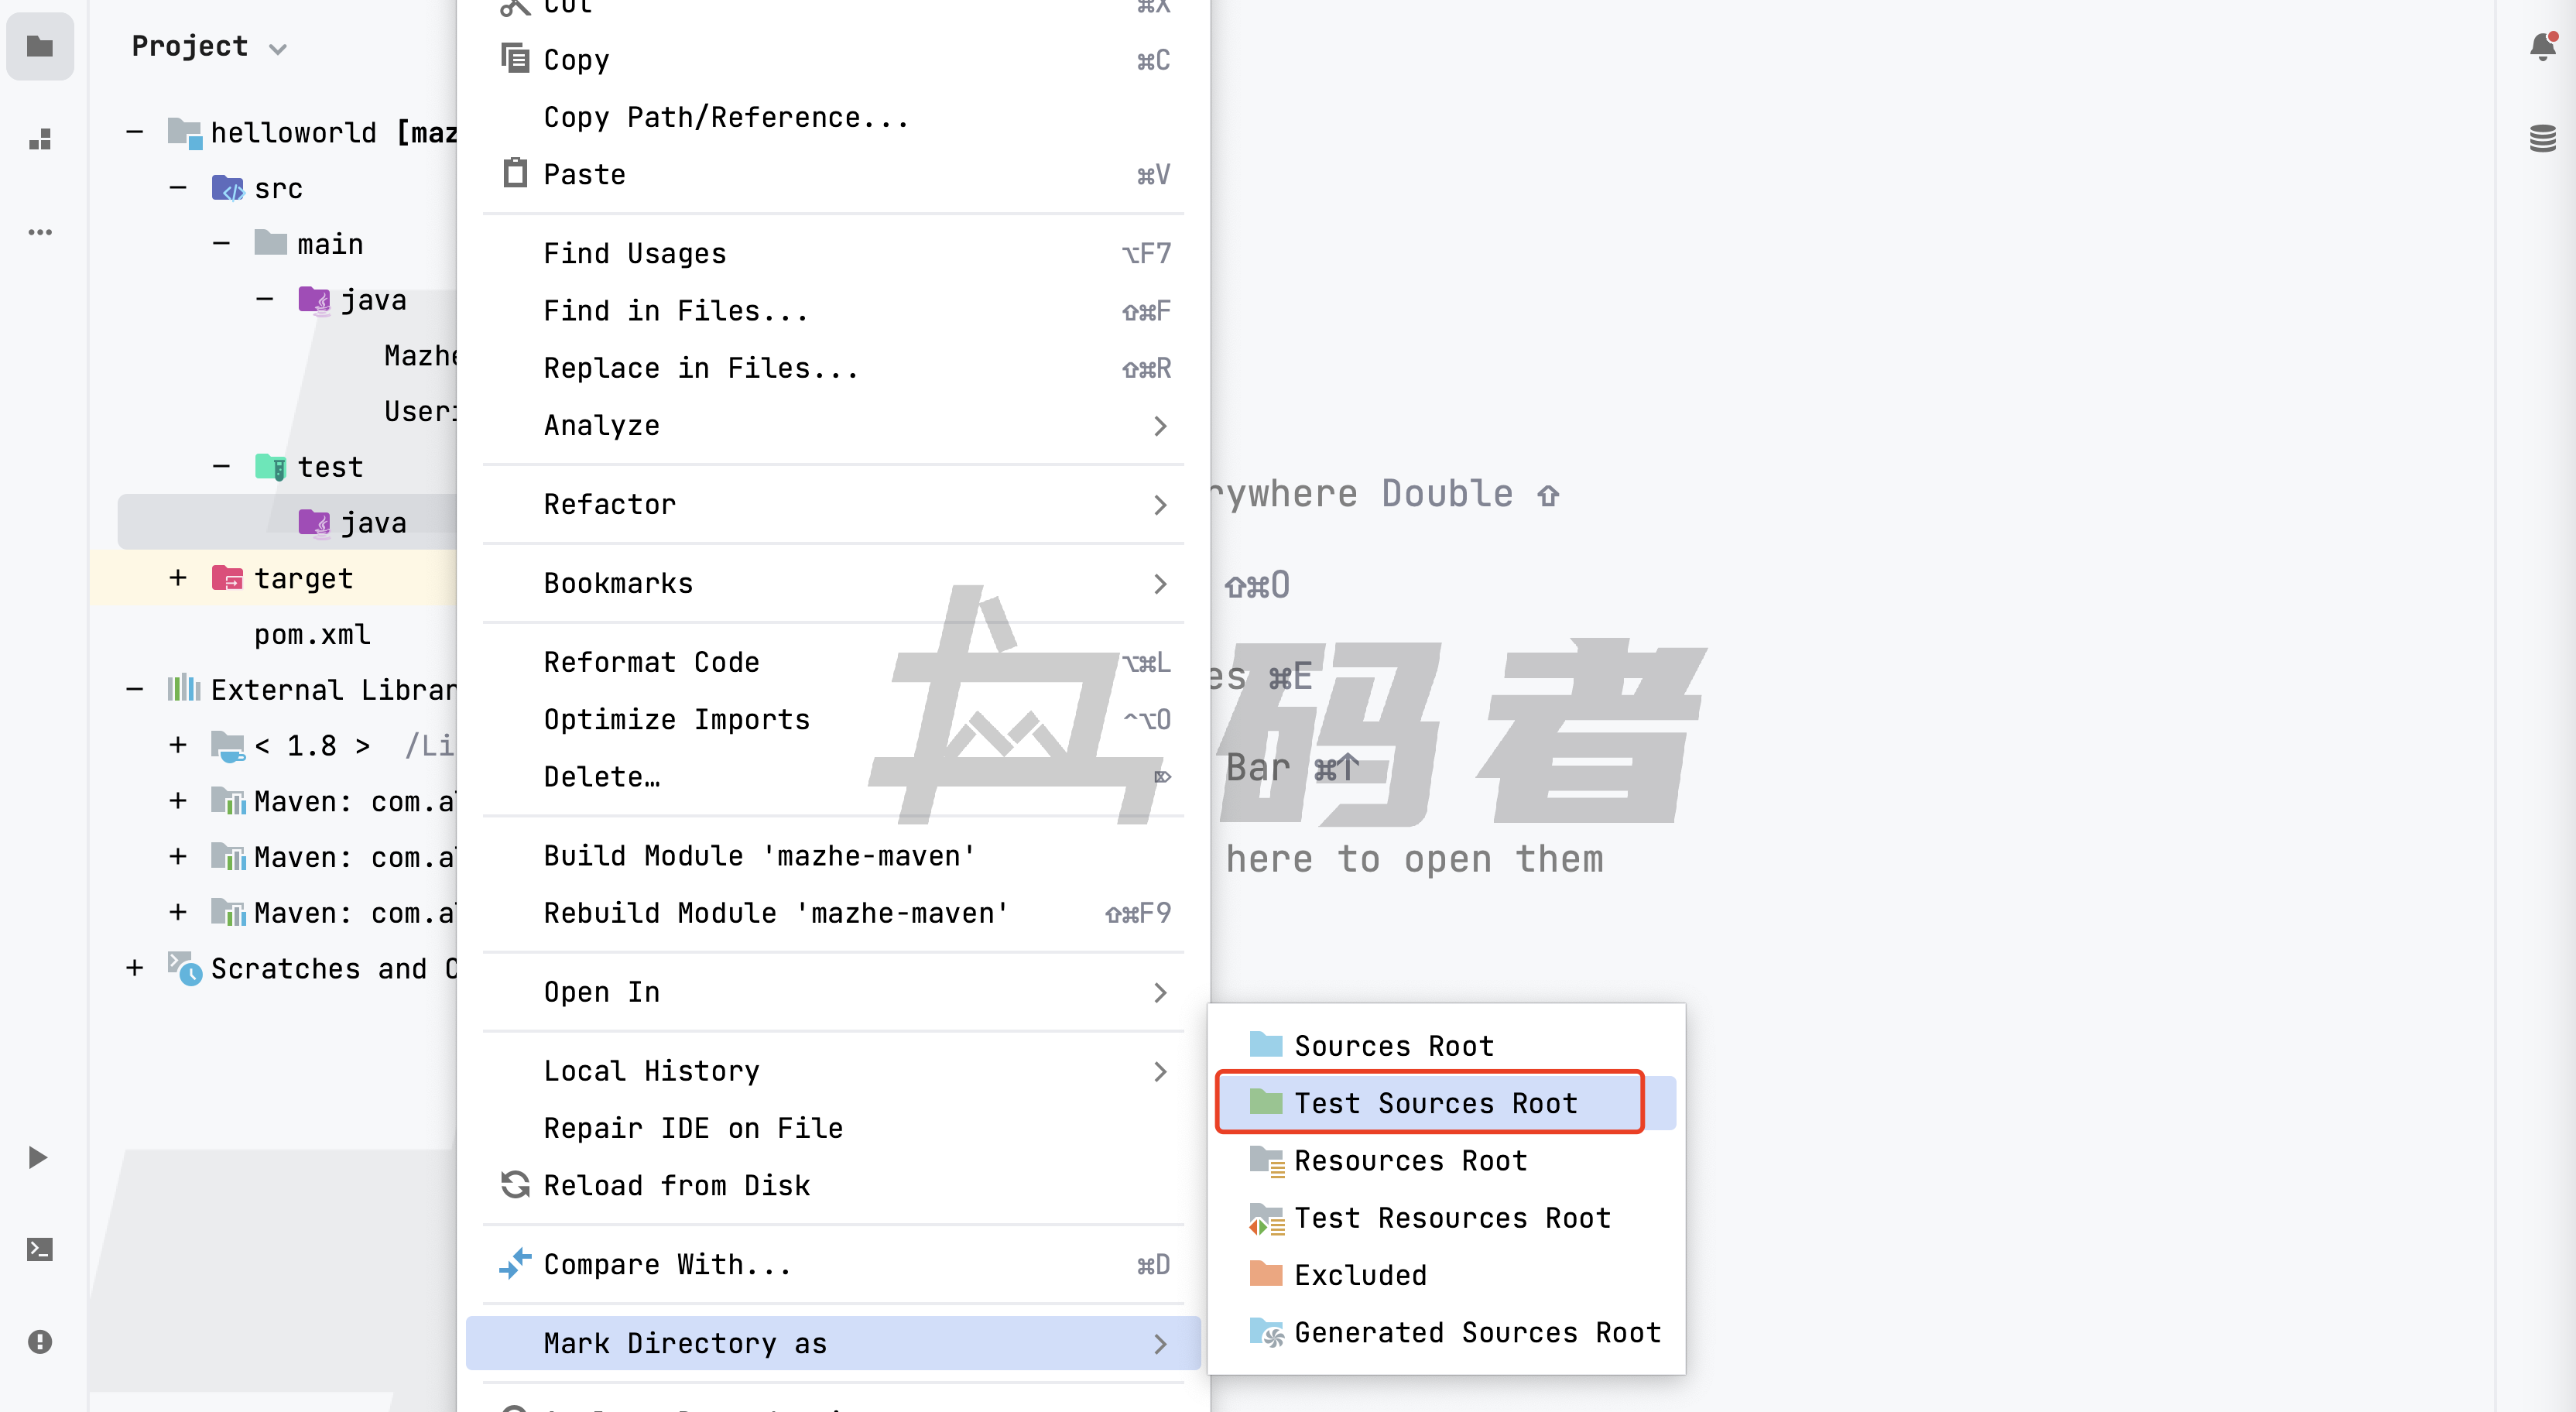 Project
helloworld [maz
src
main
java
Mazhe
User
test
java
target
pom.xml
External Librar
< 1.8 > /Li
Maven: com.a
Maven: com.a
Maven: com.a
Scratches and C
Cut ⌘X
Copy ⌘C
Copy Path/Reference...
Paste ⌘V
Find Usages ⌥F7
Find in Files... ⇧⌘F
Replace in Files... ⇧⌘R
Analyze
Refactor
Bookmarks
Reformat Code ⌥⌘L
Optimize Imports ^⌥O
Delete… ⌦
Build Module 'mazhe-maven'
Rebuild Module 'mazhe-maven' ⇧⌘F9
Open In
Local History
Repair IDE on File
Reload from Disk
Compare With... ⌘D
Mark Directory as
Sources Root
Test Sources Root
Resources Root
Test Resources Root
Excluded
Generated Sources Root
rywhere Double ⇧
⇧⌘O
es ⌘E
Bar ⌘↑
here to open them
码者